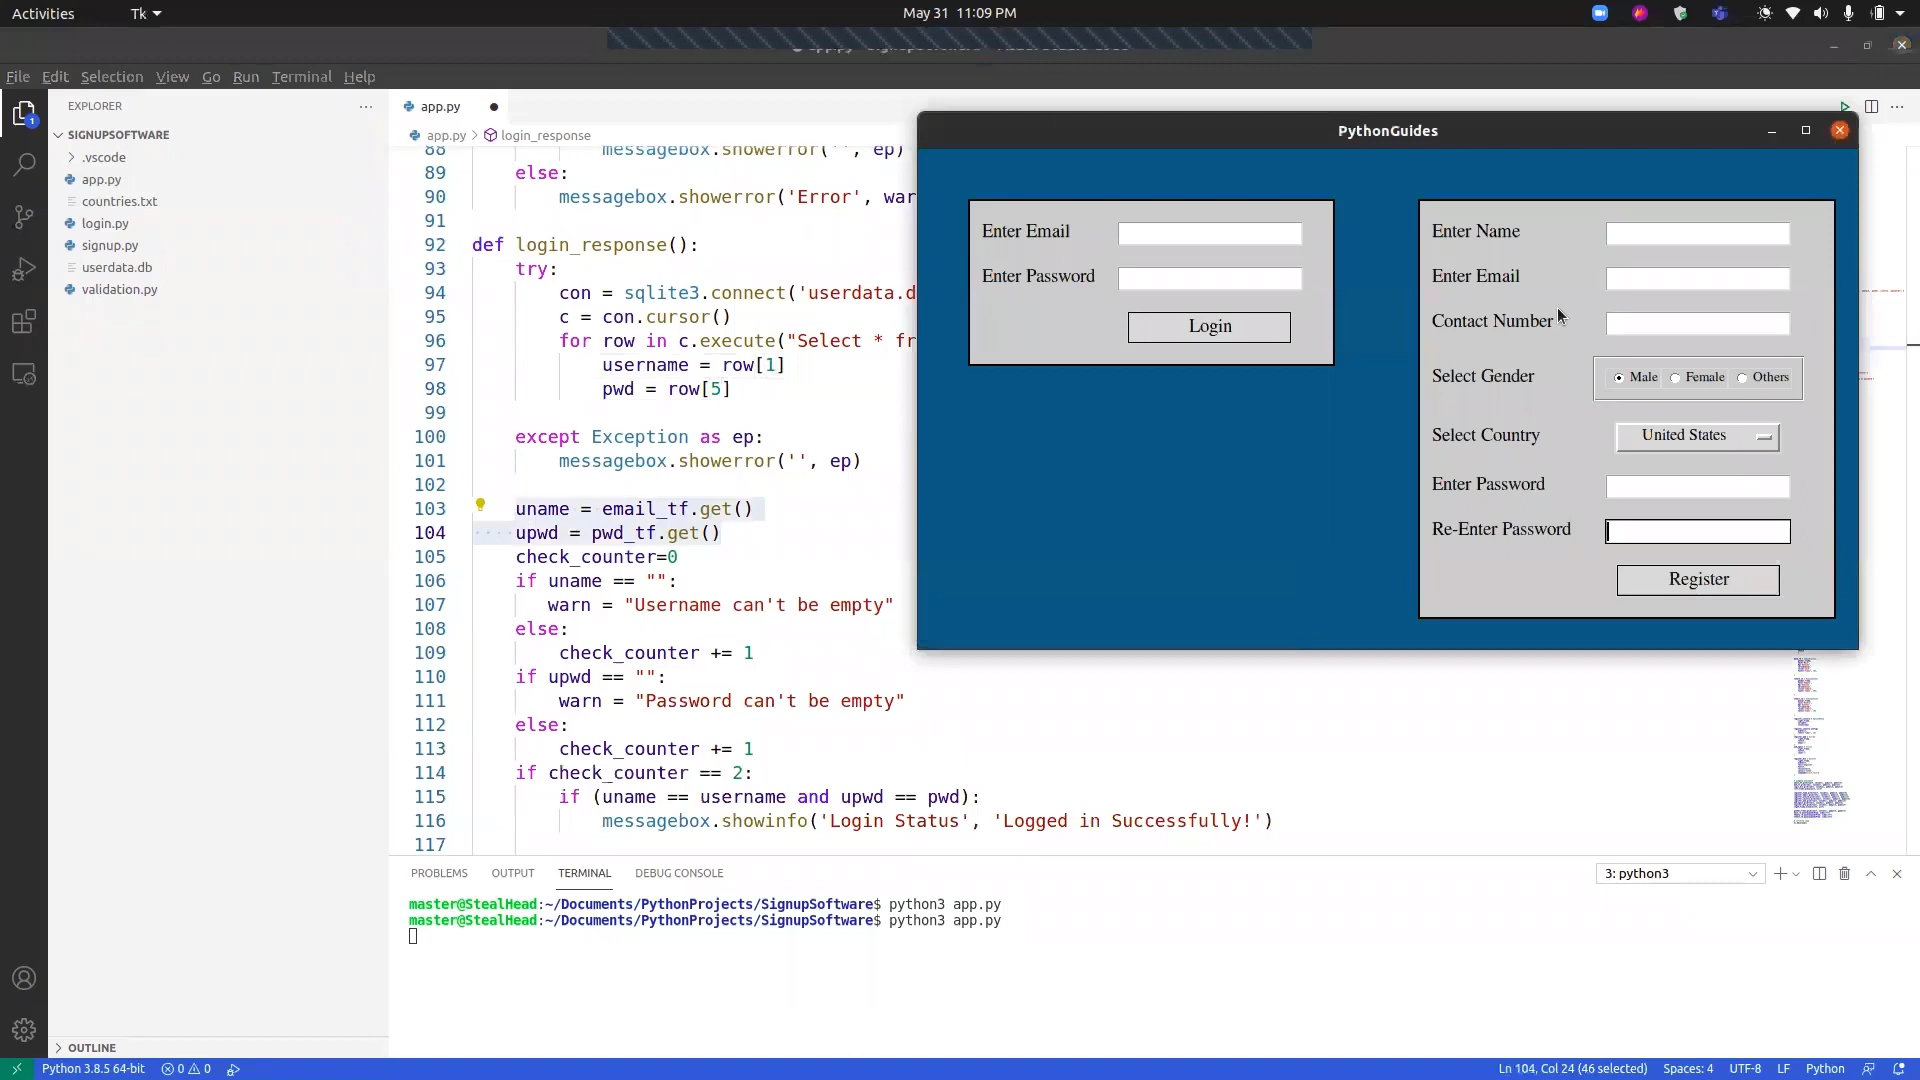 Activities
Tk
May 31 11:09 PM
File Edit Selection View Go Run Terminal Help
EXPLORER
SIGNUPSOFTWARE
.vscode
app.py
countries.txt
login.py
signup.py
userdata.db
validation.py
OUTLINE
1
app.py
app.py > login_response
88 messagebox.showerror('', ep)
89 else:
90 messagebox.showerror('Error', war
91
92 def login_response():
93 try:
94 con = sqlite3.connect('userdata.d
95 c = con.cursor()
96 for row in c.execute("Select * fr
97 username = row[1]
98 pwd = row[5]
99
100 except Exception as ep:
101 messagebox.showerror('', ep)
102
103 uname = email_tf.get()
104 upwd = pwd_tf.get()
105 check_counter=0
106 if uname == "":
107 warn = "Username can't be empty"
108 else:
109 check_counter += 1
110 if upwd == "":
111 warn = "Password can't be empty"
112 else:
113 check_counter += 1
114 if check_counter == 2:
115 if (uname == username and upwd == pwd):
116 messagebox.showinfo('Login Status', 'Logged in Successfully!')
117
PythonGuides
Enter Email
Enter Password
Login
Enter Name
Enter Email
Contact Number
Select Gender
Male Female Others
Select Country
United States
Enter Password
Re-Enter Password
Register
PROBLEMS OUTPUT TERMINAL DEBUG CONSOLE
3: python3
master@StealHead:~/Documents/PythonProjects/SignupSoftware$ python3 app.py
master@StealHead:~/Documents/PythonProjects/SignupSoftware$ python3 app.py
Python 3.8.5 64-bit
0 0
Ln 104, Col 24 (46 selected) Spaces: 4 UTF-8 LF Python